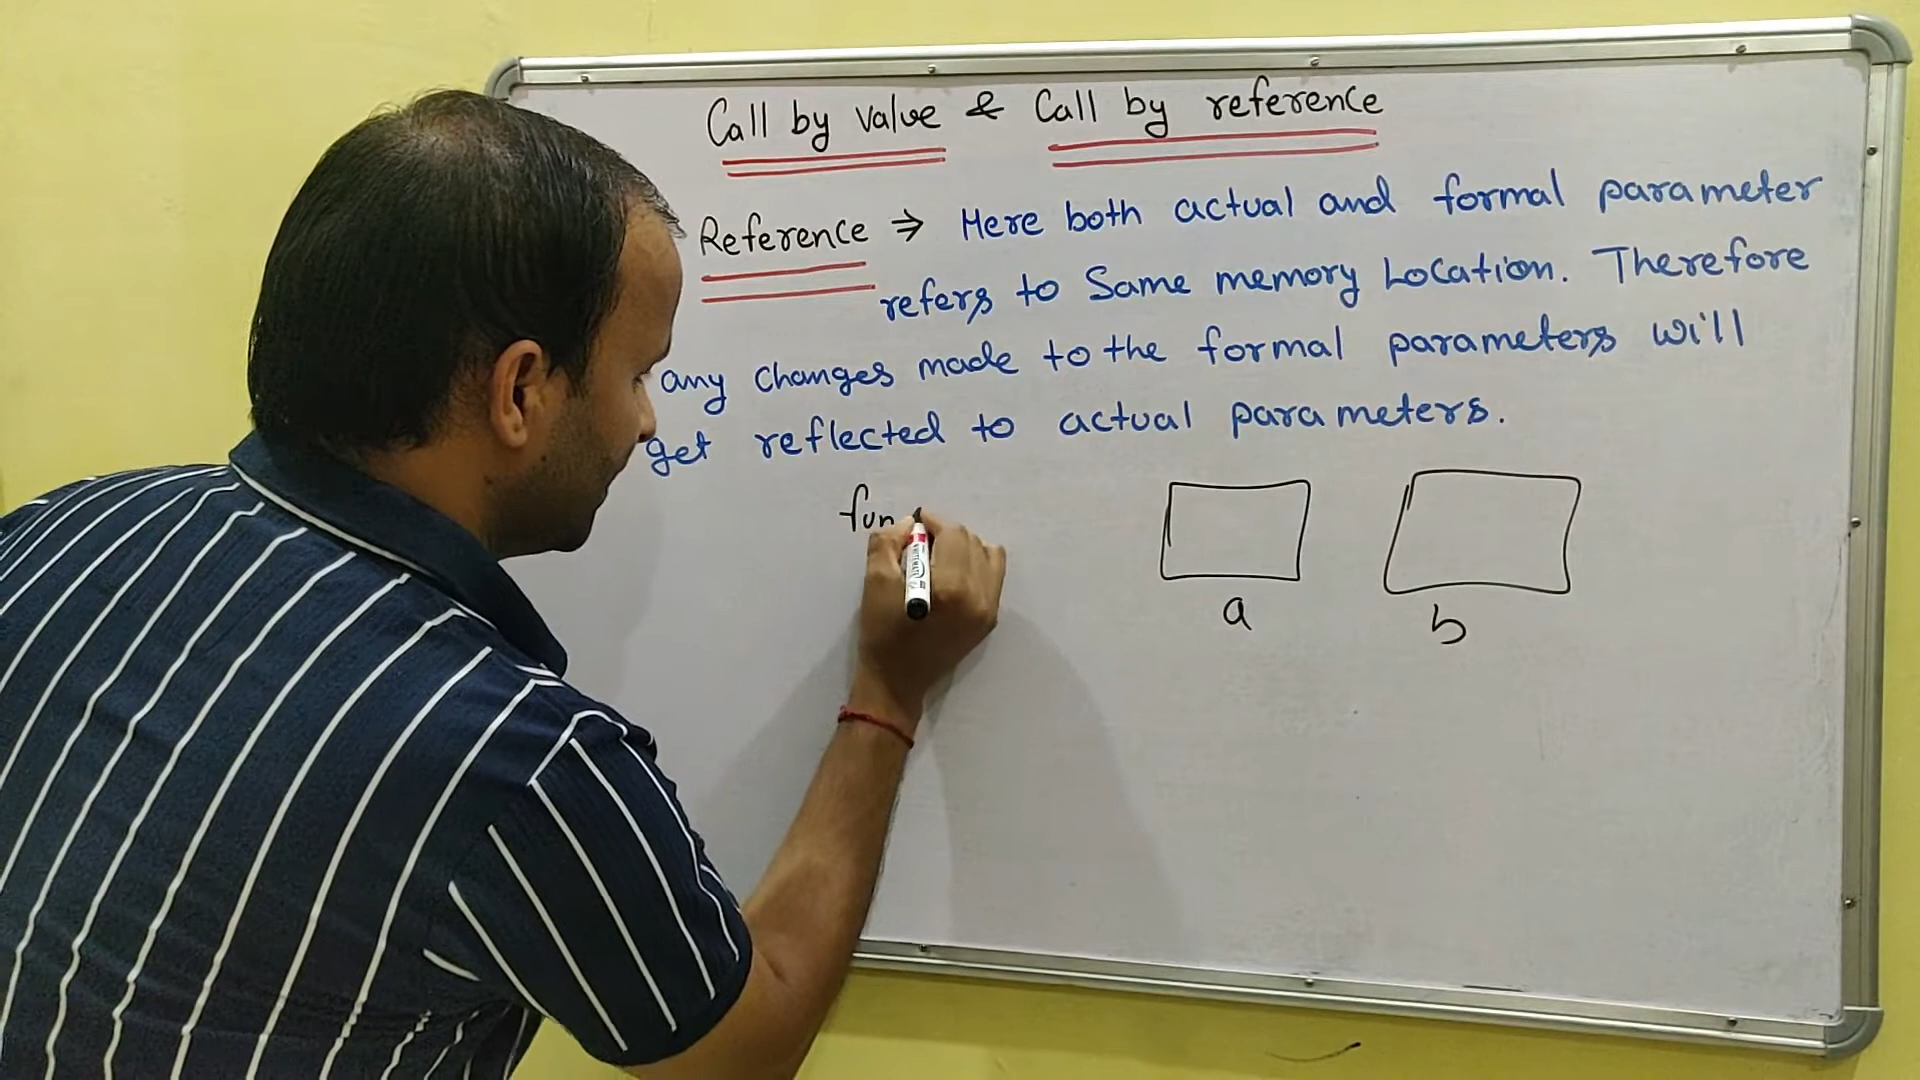 Call by value & Call by reference
Reference ⇒ Here both actual and formal parameter
refers to Same memory Location. Therefore
any changes made to the formal parameters will
get reflected to actual parameters.
fun
a b